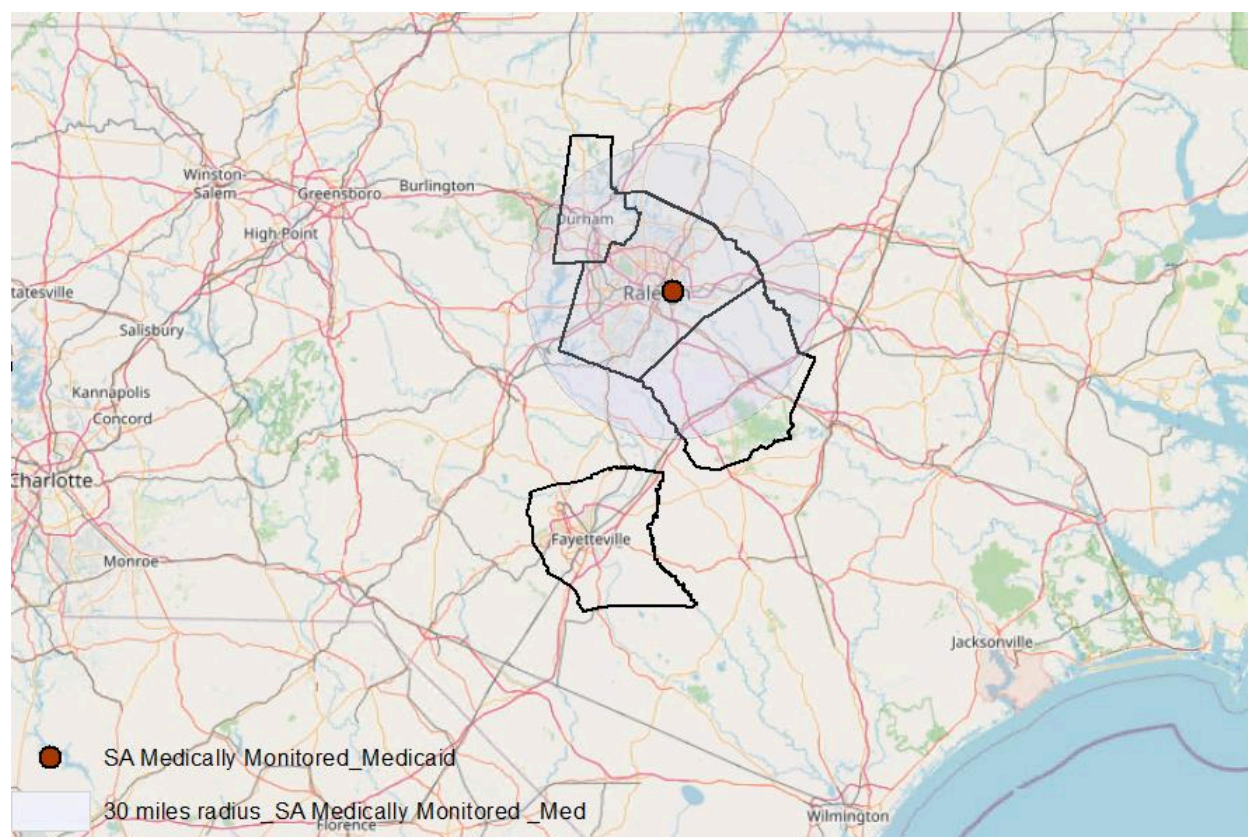 Winston-
Salem
Greensboro
Burlington
High Point
Durham
Raleigh
tatesville
Salisbury
Kannapolis
Concord
Charlotte
Monroe
Fayetteville
Jacksonville
SA Medically Monitored_Medicaid
30 miles radius_SA Medically Monitored _Med
Florence
Wilmington